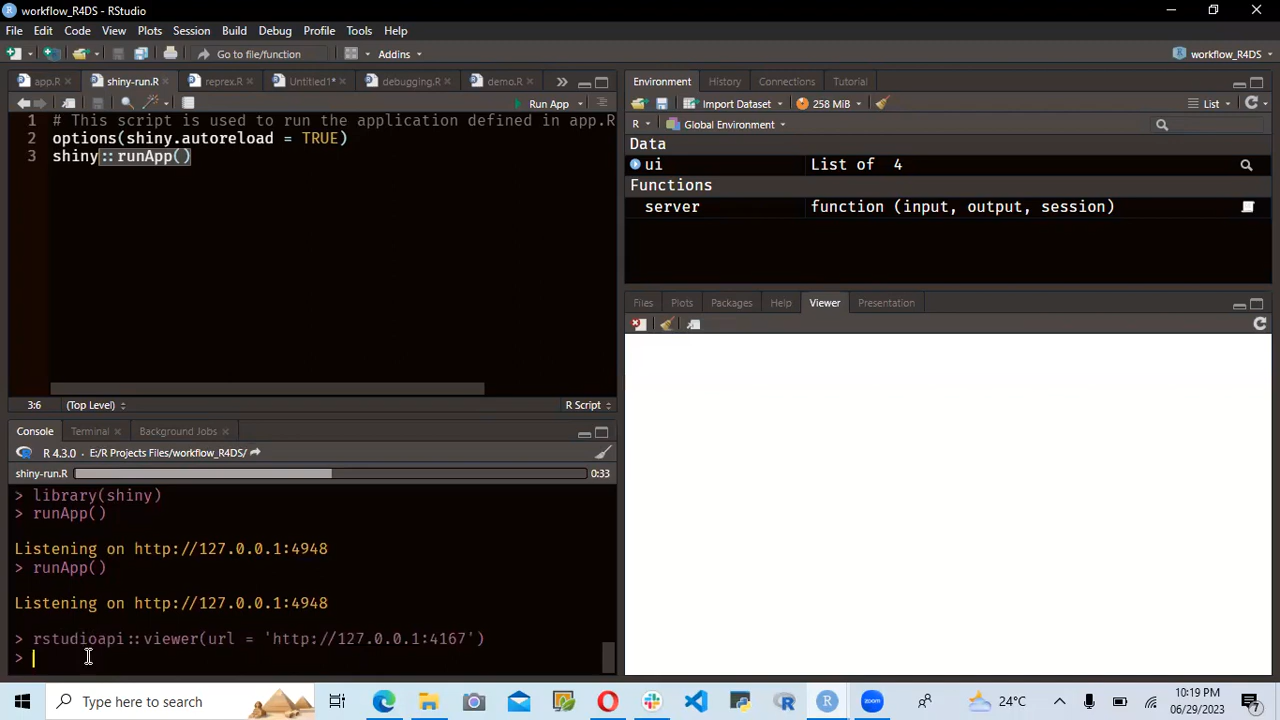 workflow_R4DS - RStudio
File Edit Code View Plots Session Build Debug Profile Tools Help
Go to file/function Addins workflow_R4DS
app.R shiny-run.R reprex.R Untitled1* debugging.R demo.R
Run App
1 # This script is used to run the application defined in app.R
2 options(shiny.autoreload = TRUE)
3 shiny::runApp()
3:6 (Top Level) R Script
Console Terminal Background Jobs
R 4.3.0 · E:/R Projects Files/workflow_R4DS/
shiny-run.R 0:33
> library(shiny)
> runApp()
Listening on http://127.0.0.1:4948
> runApp()
Listening on http://127.0.0.1:4948
> rstudioapi::viewer(url = 'http://127.0.0.1:4167')
>
Environment History Connections Tutorial
Import Dataset 258 MiB List
R Global Environment
Data
ui List of 4
Functions
server function (input, output, session)
Files Plots Packages Help Viewer Presentation
Type here to search
zoom
24°C
10:19 PM
06/29/2023
7